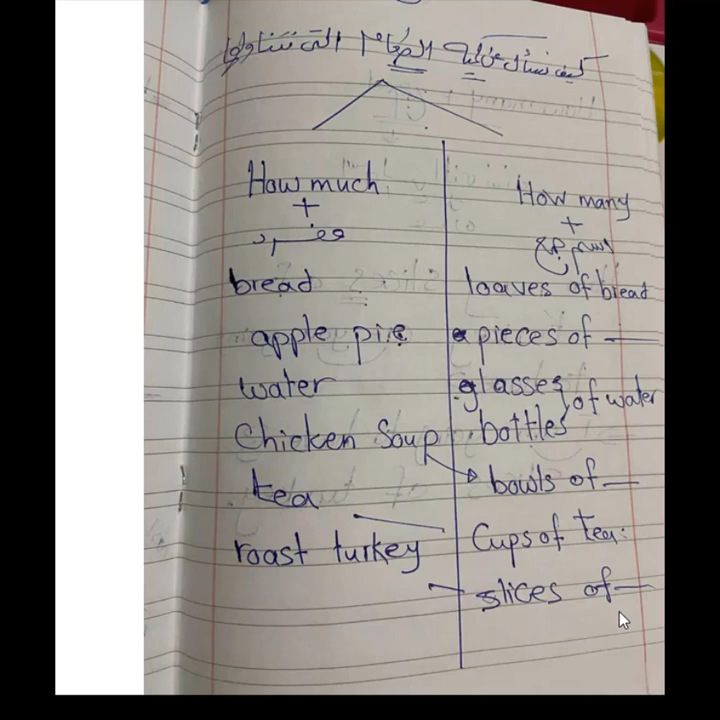 كيف نسأل عن كمية الطعام التي نتناولها
How much
+
مفرد
bread
apple pie
water
Chicken Soup
tea
roast turkey
How many
+
اسم جمع
loaves of bread
pieces of —
glasses
bottles
of water
bowls of —
Cups of tea.
slices of —